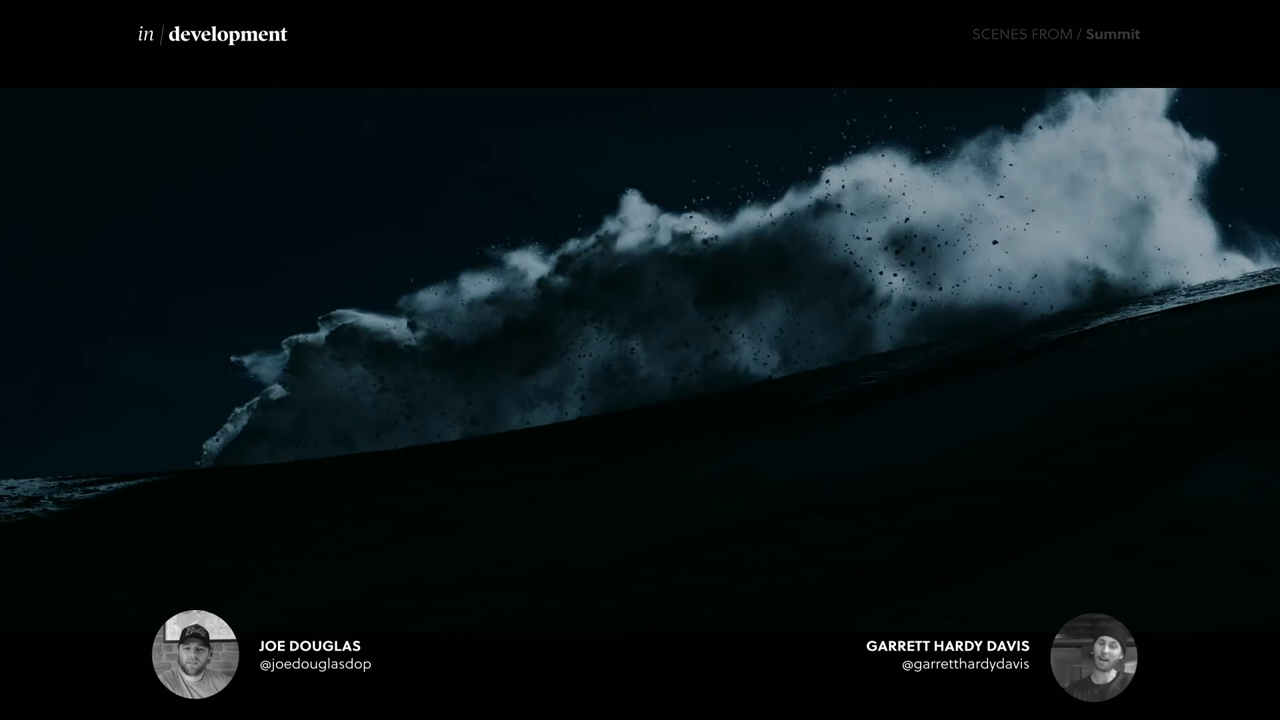 in | development
SCENES FROM / Summit
JOE DOUGLAS
@joedouglasdop
GARRETT HARDY DAVIS
@garretthardydavis